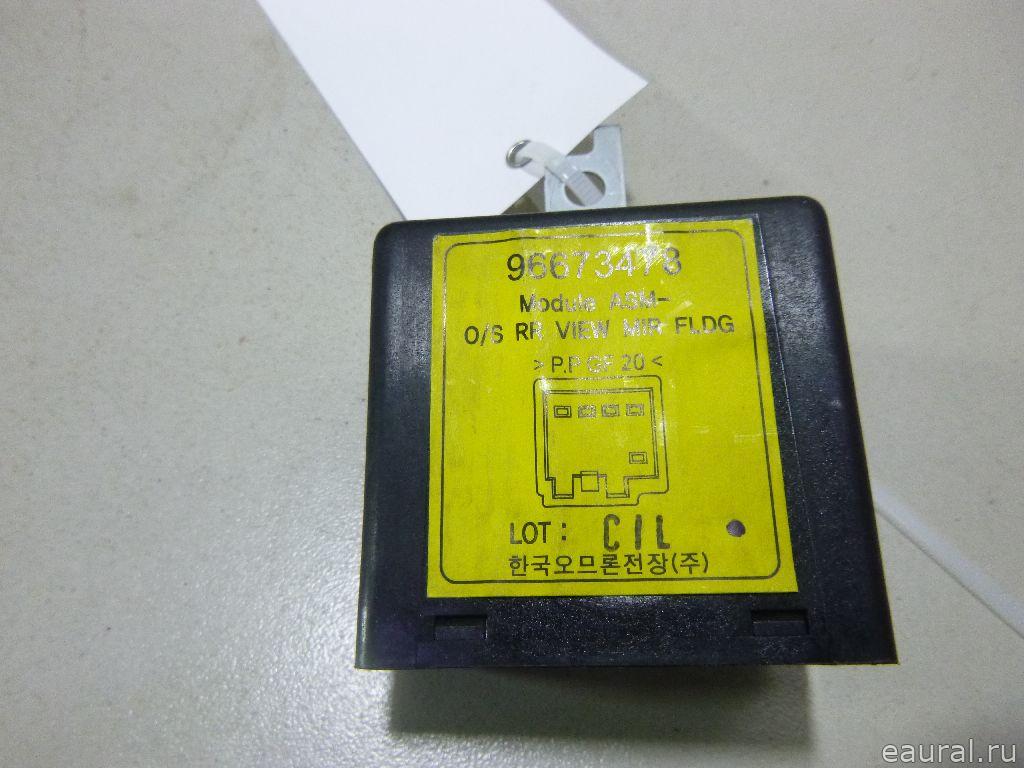 96673478
Module ASM-
O/S RR VIEW MIR FLDG
>P.P GF 20<
LOT: C1L
한국오므론전장(주)
eaural.ru